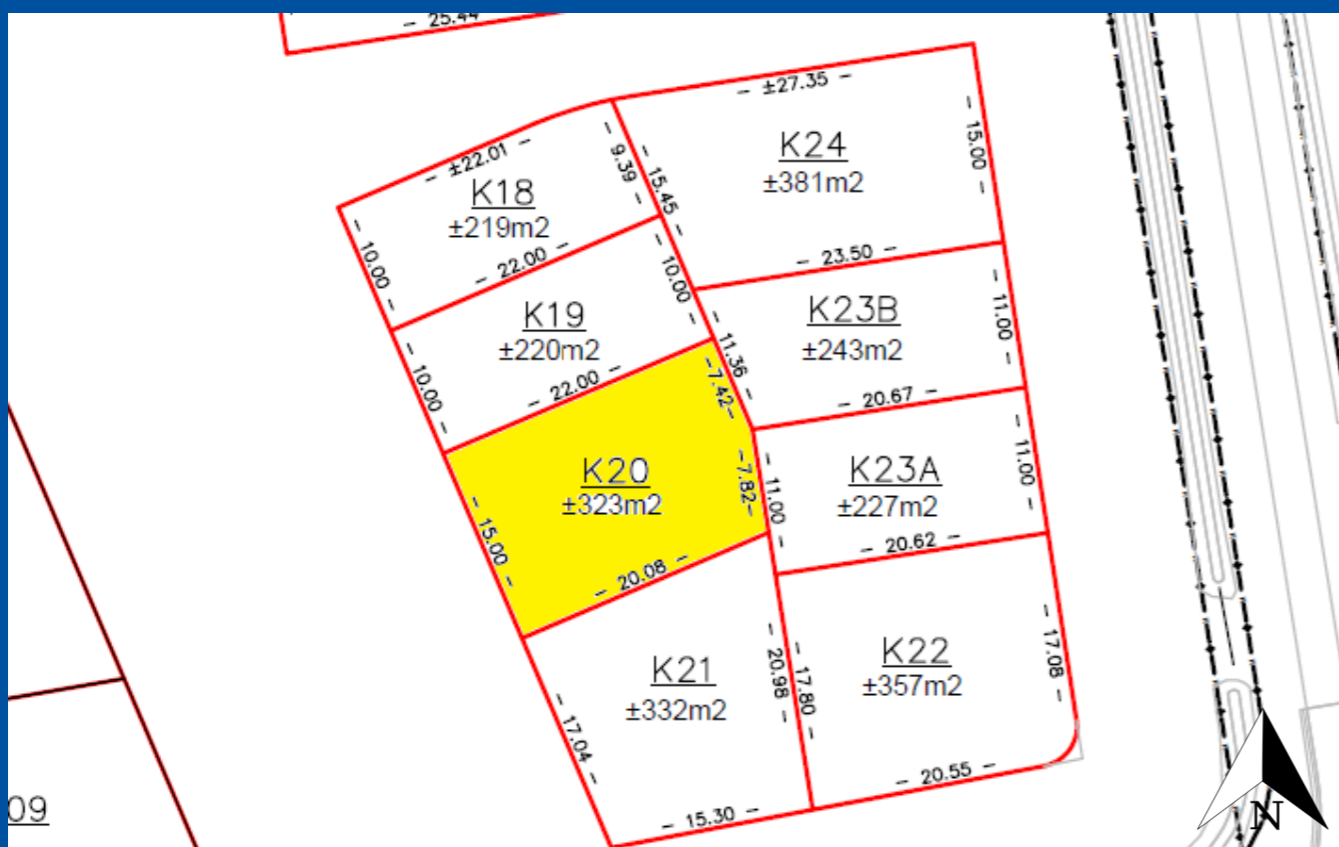 - 25.44
- ±27.35 -
- ±22.01 -
- 9.39 -
- 15.45 -
- 15.00 -
K24
±381m2
K18
±219m2
- 10.00 -
- 22.00 -
- 10.00 -
- 23.50 -
K19
±220m2
K23B
±243m2
- 11.00 -
- 10.00 -
- 22.00 -
- 11.36 -
-7.42-
- 20.67 -
K20
±323m2
-7.82-
- 11.00 -
K23A
±227m2
- 11.00 -
- 15.00 -
- 20.08 -
- 20.62 -
K21
±332m2
- 20.98 -
- 17.80 -
K22
±357m2
- 17.08 -
- 17.04 -
- 15.30 -
- 20.55 -
09
N